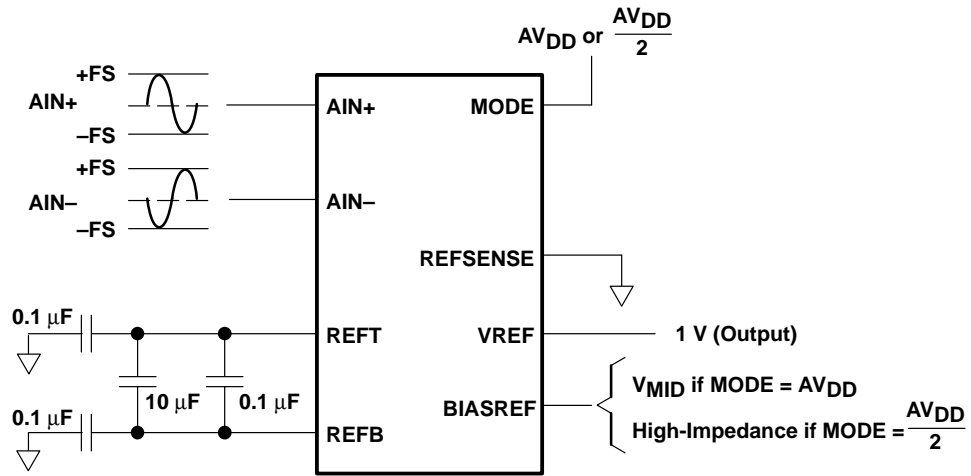 AVDD or AVDD/2
+FS
AIN+
–FS
+FS
AIN–
–FS
AIN+
MODE
AIN–
REFSENSE
0.1 μF
REFT
VREF
1 V (Output)
10 μF
0.1 μF
BIASREF
VMID if MODE = AVDD
High-Impedance if MODE = AVDD/2
0.1 μF
REFB